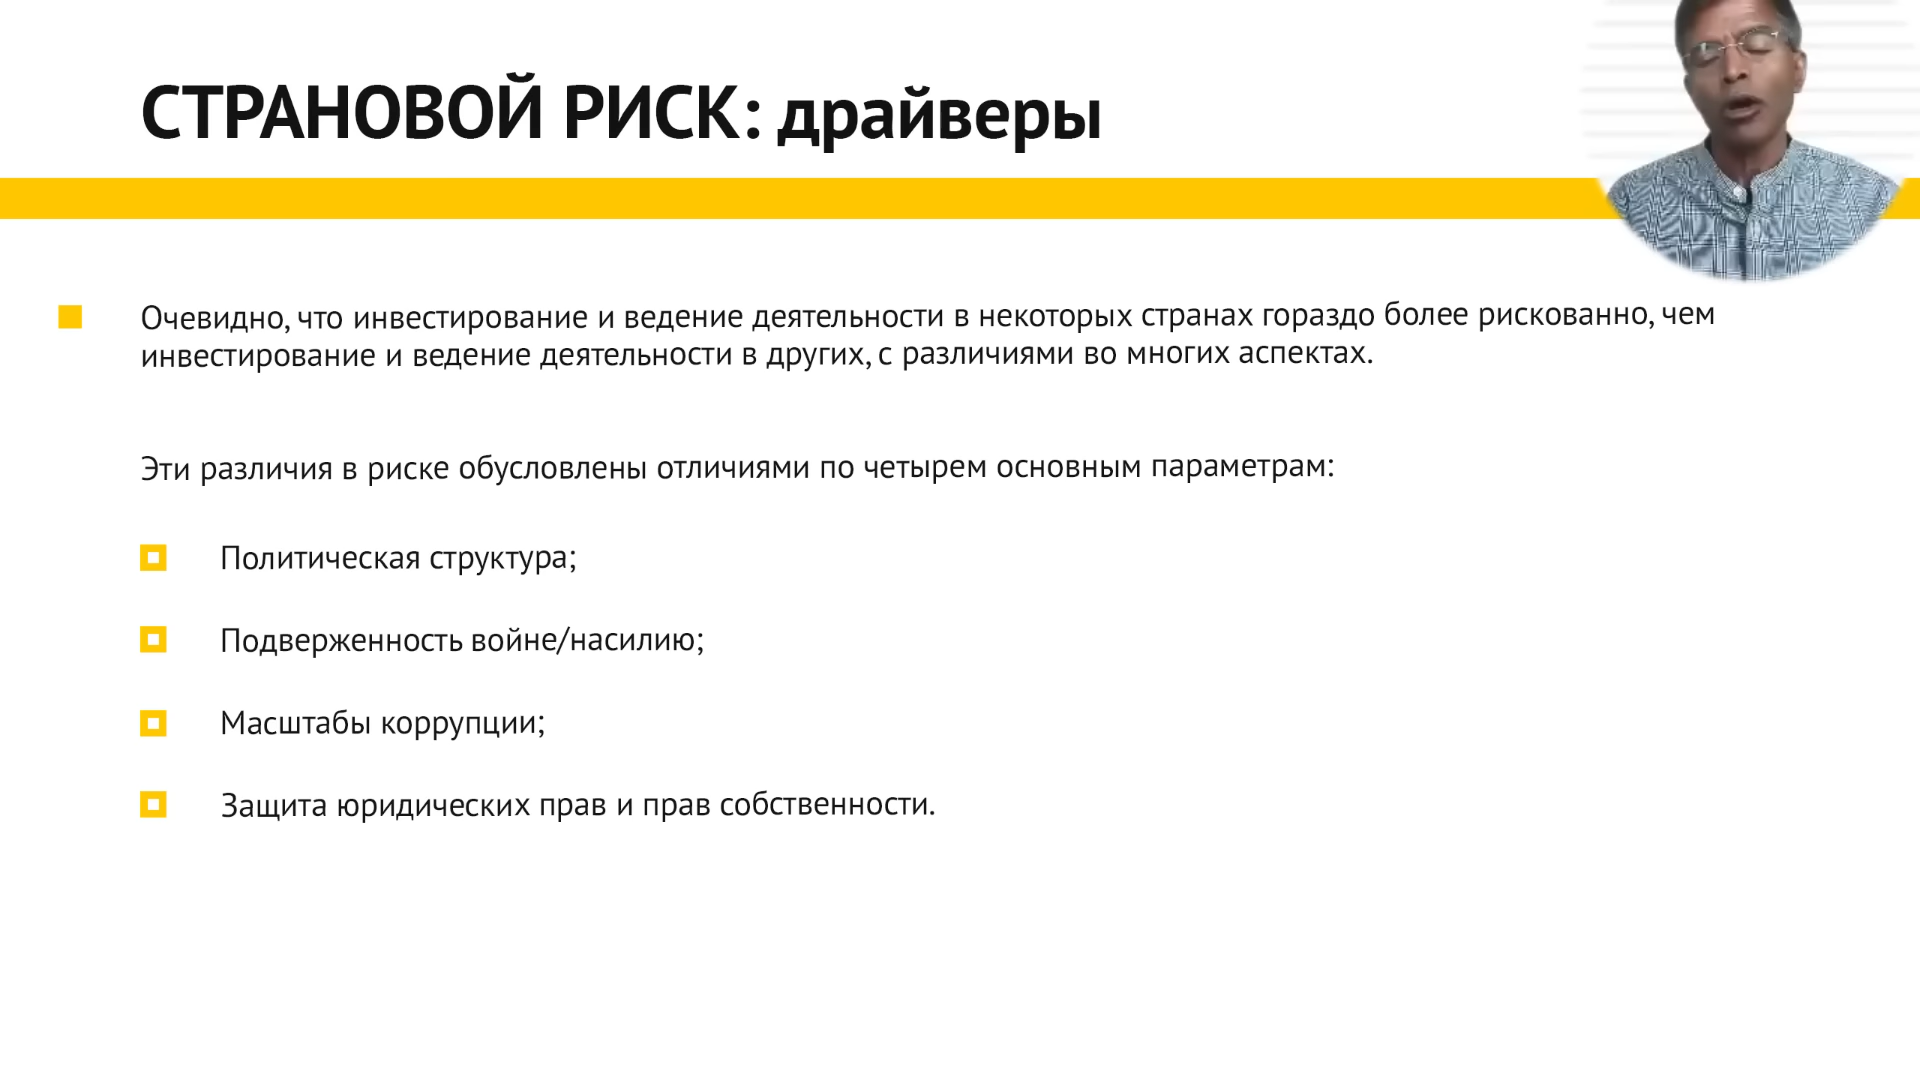 СТРАНОВОЙ РИСК: драйверы
Очевидно, что инвестирование и ведение деятельности в некоторых странах гораздо более рискованно, чем
инвестирование и ведение деятельности в других, с различиями во многих аспектах.
Эти различия в риске обусловлены отличиями по четырем основным параметрам:
Политическая структура;
Подверженность войне/насилию;
Масштабы коррупции;
Защита юридических прав и прав собственности.